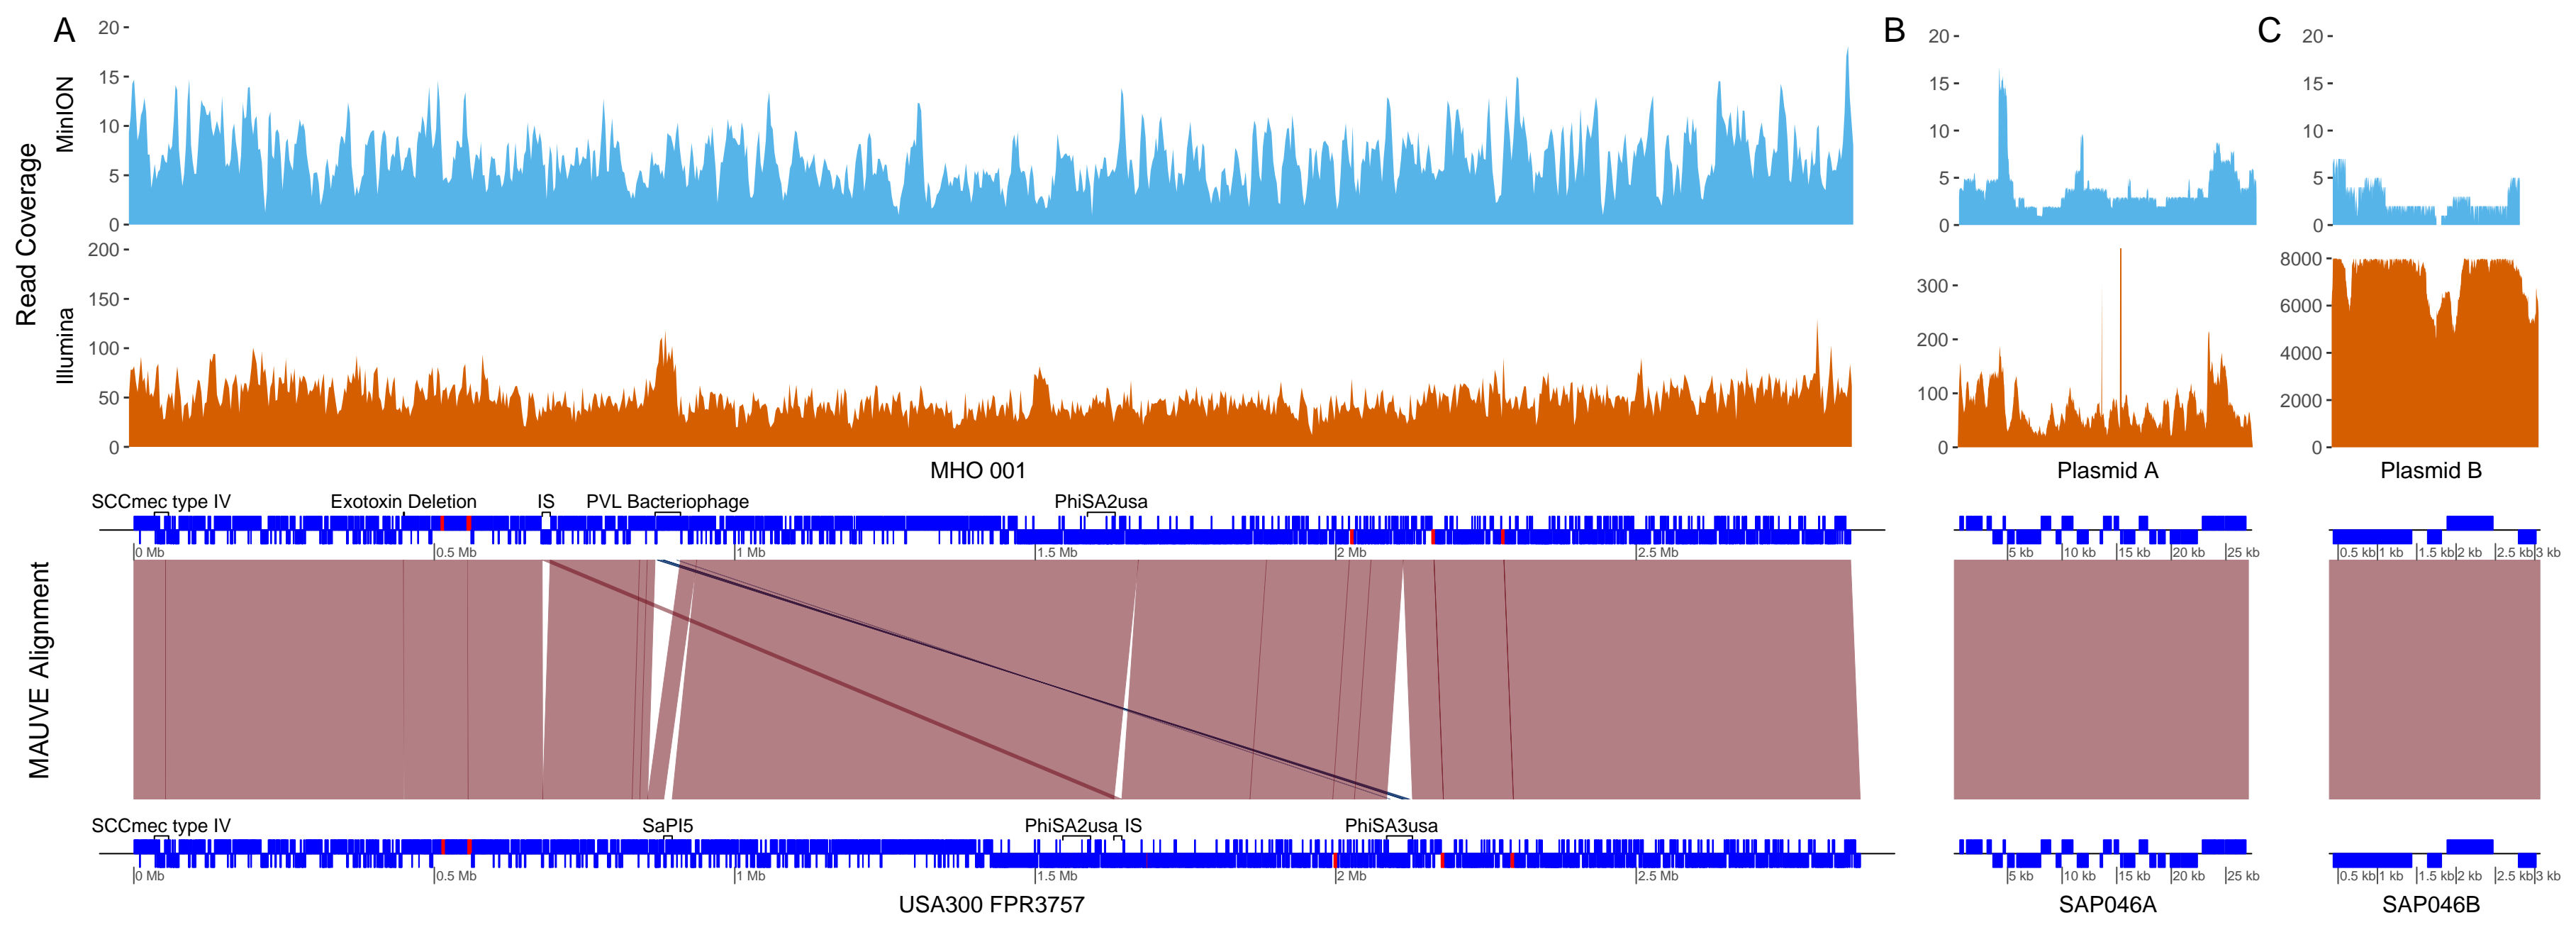 A
B
C
Read Coverage
MinION
20
15
10
5
0
20
15
10
5
0
20
15
10
5
0
Illumina
200
150
100
50
0
300
200
100
0
8000
6000
4000
2000
0
MHO 001
Plasmid A
Plasmid B
MAUVE Alignment
SCCmec type IV
Exotoxin Deletion
IS
PVL Bacteriophage
PhiSA2usa
0 Mb
0.5 Mb
1 Mb
1.5 Mb
2 Mb
2.5 Mb
5 kb
10 kb
15 kb
20 kb
25 kb
0.5 kb
1 kb
1.5 kb
2 kb
2.5 kb
3 kb
SCCmec type IV
SaPI5
PhiSA2usa IS
PhiSA3usa
0 Mb
0.5 Mb
1 Mb
1.5 Mb
2 Mb
2.5 Mb
5 kb
10 kb
15 kb
20 kb
25 kb
0.5 kb
1 kb
1.5 kb
2 kb
2.5 kb
3 kb
USA300 FPR3757
SAP046A
SAP046B